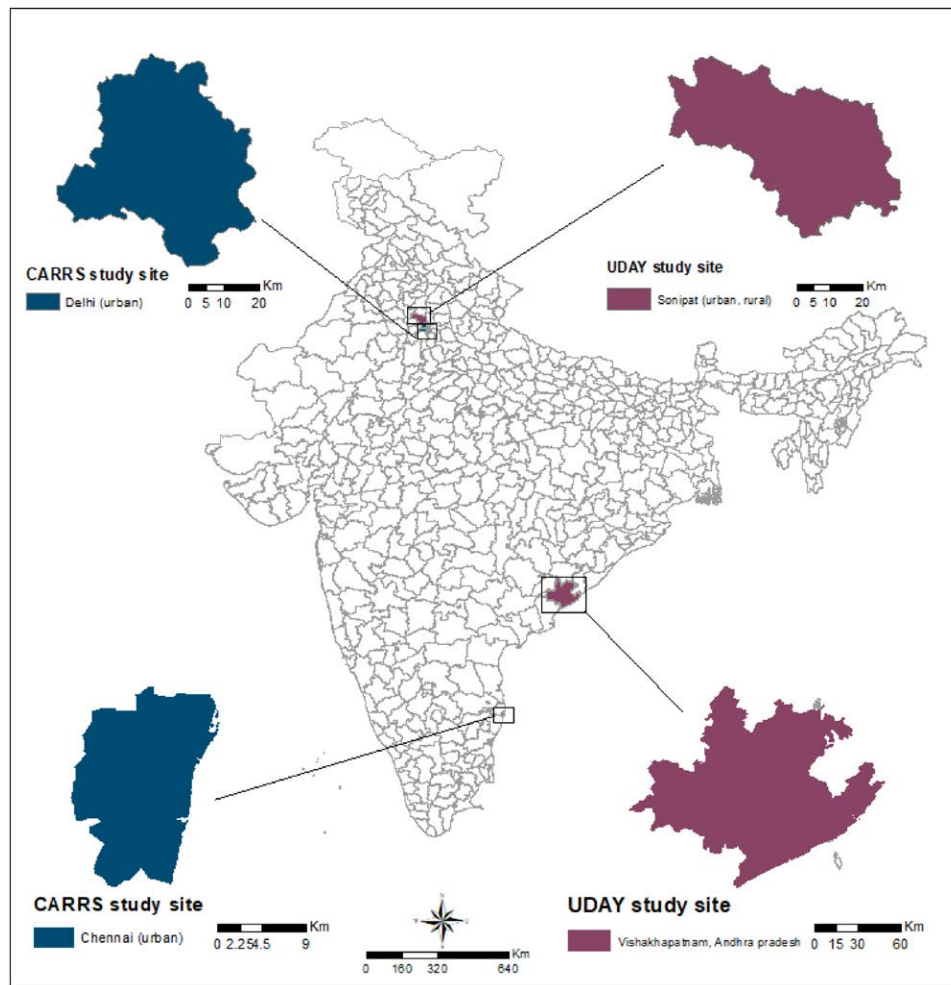 CARRS study site
Delhi (urban)
Km
0 5 10 20
UDAY study site
Sonipat (urban, rural)
Km
0 5 10 20
CARRS study site
Chennai (urban)
Km
0 2.254.5 9
N
W E
S
Km
0 160 320 640
UDAY study site
Vishakhapatnam, Andhra pradesh
Km
0 15 30 60